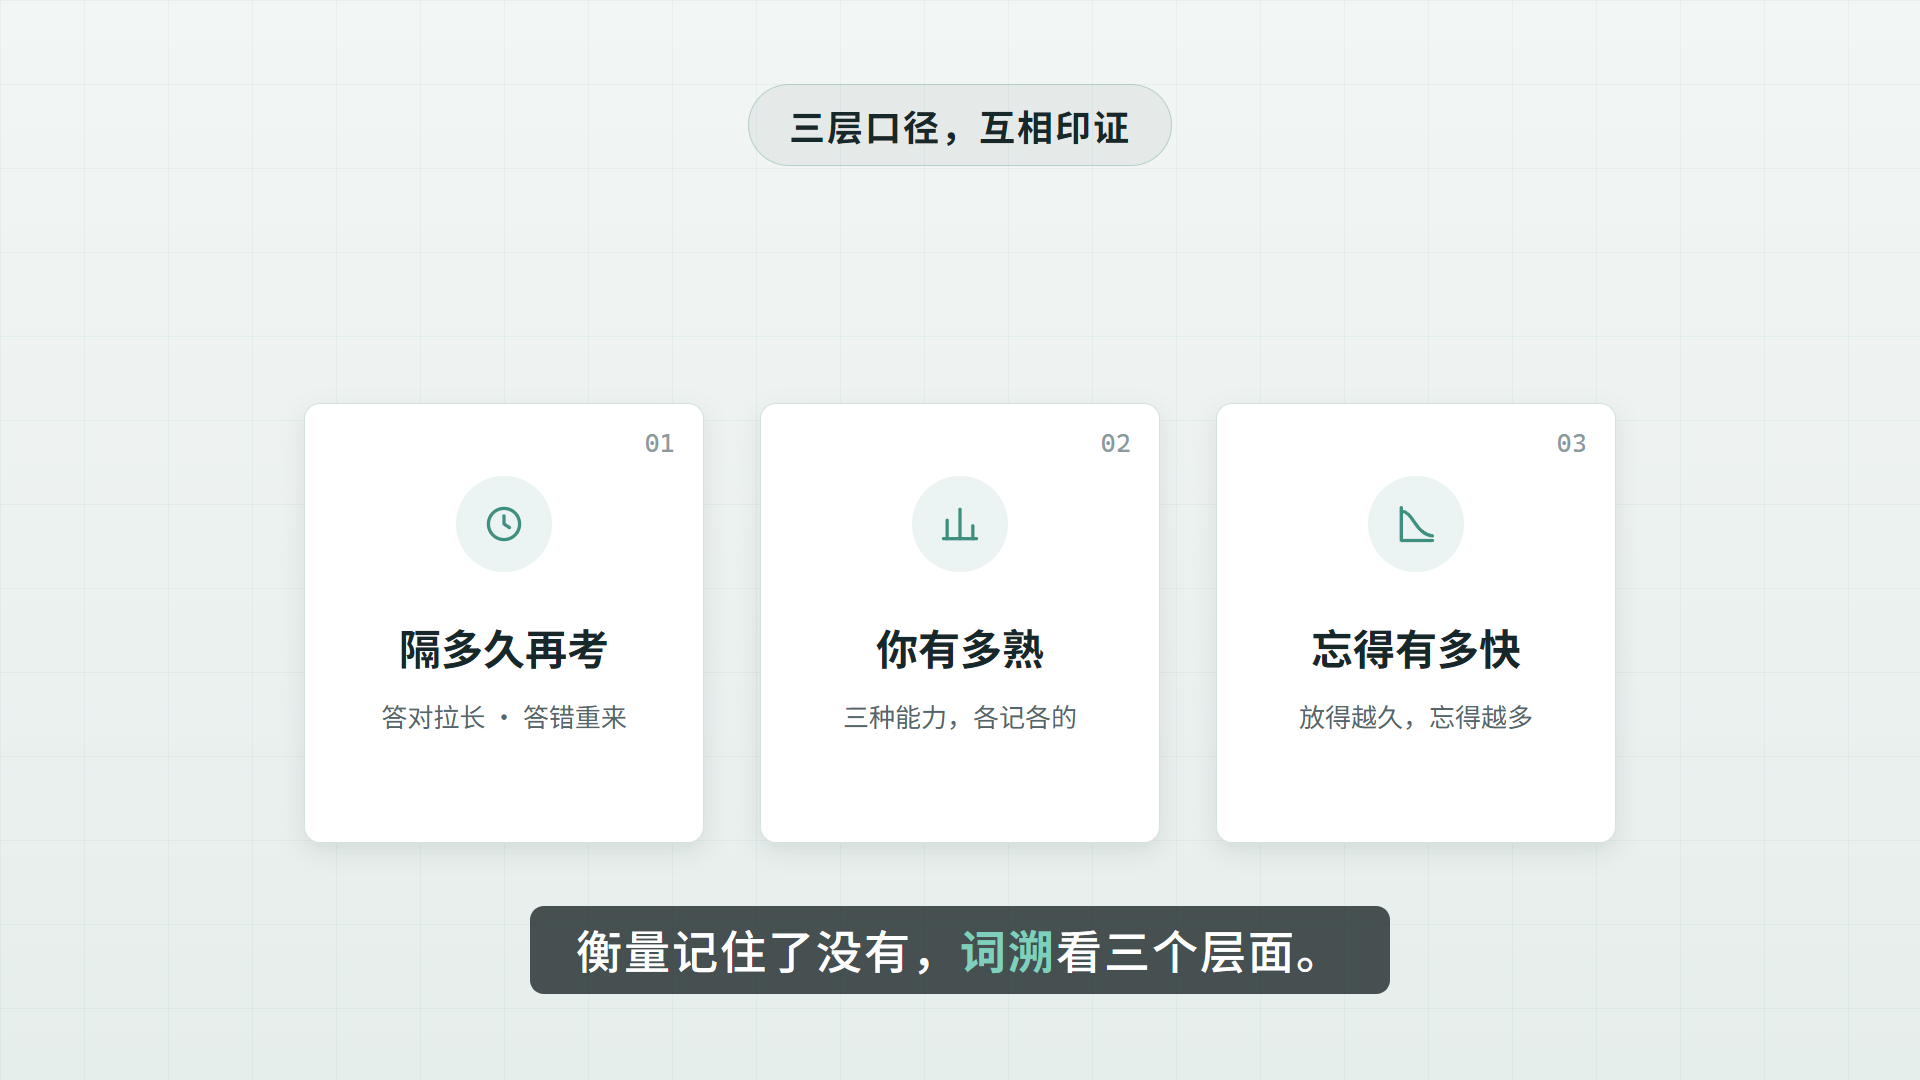 三层口径，互相印证
01
隔多久再考
答对拉长 · 答错重来
02
你有多熟
三种能力，各记各的
03
忘得有多快
放得越久，忘得越多
衡量记住了没有，词溯看三个层面。